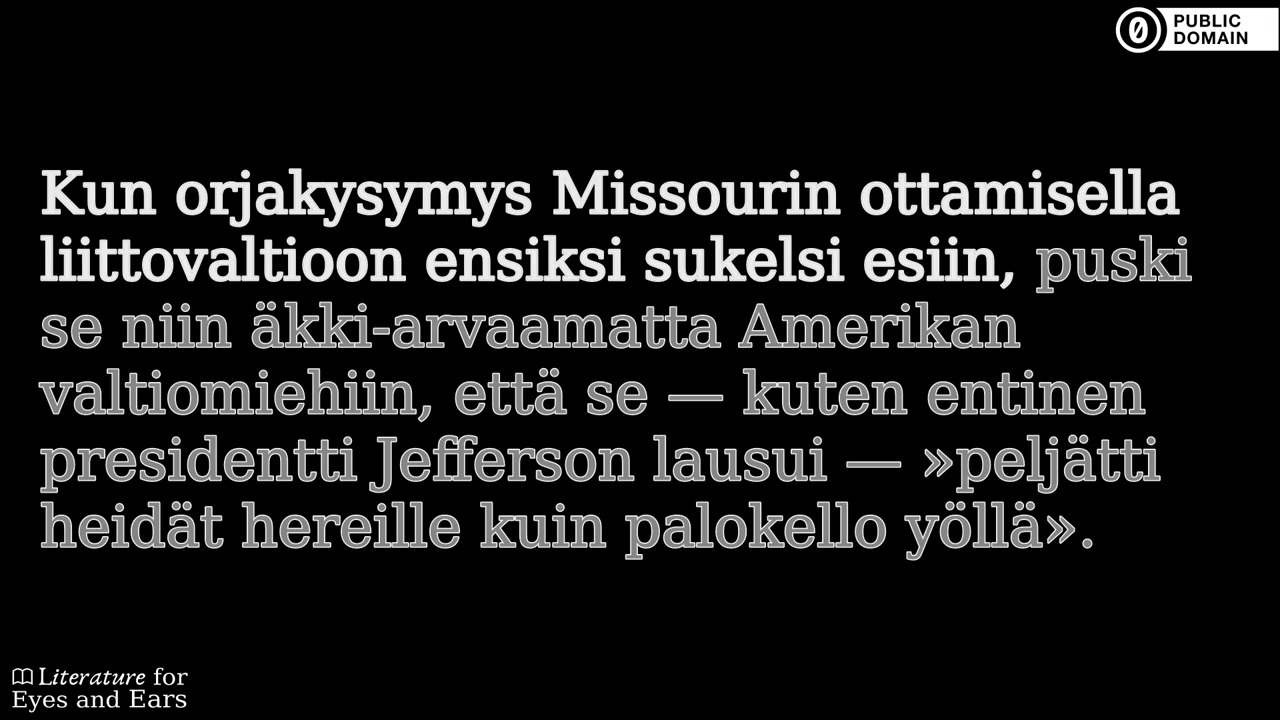 PUBLIC
DOMAIN
Kun orjakysymys Missourin ottamisella
liittovaltioon ensiksi sukelsi esiin, puski
se niin äkki-arvaamatta Amerikan
valtiomiehiin, että se — kuten entinen
presidentti Jefferson lausui — »peljätti
heidät hereille kuin palokello yöllä».
Literature for
Eyes and Ears